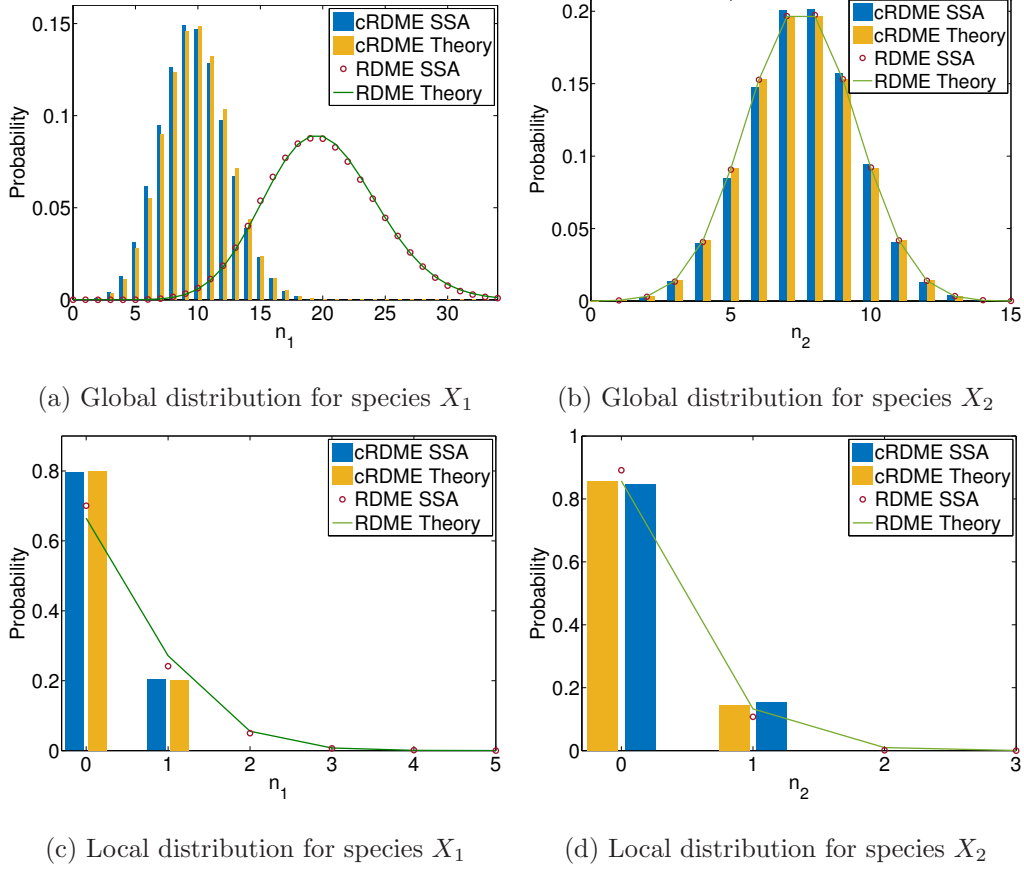 0.15
0.1
0.05
0
Probability
0 5 10 15 20 25 30
n1
cRDME SSA
cRDME Theory
RDME SSA
RDME Theory
(a) Global distribution for species X1
0.2
0.15
0.1
0.05
0
Probability
0 5 10 15
n2
cRDME SSA
cRDME Theory
RDME SSA
RDME Theory
(b) Global distribution for species X2
0.8
0.6
0.4
0.2
0
Probability
0 1 2 3 4 5
n1
cRDME SSA
cRDME Theory
RDME SSA
RDME Theory
(c) Local distribution for species X1
1
0.8
0.6
0.4
0.2
0
Probability
0 1 2 3
n2
cRDME SSA
cRDME Theory
RDME SSA
RDME Theory
(d) Local distribution for species X2